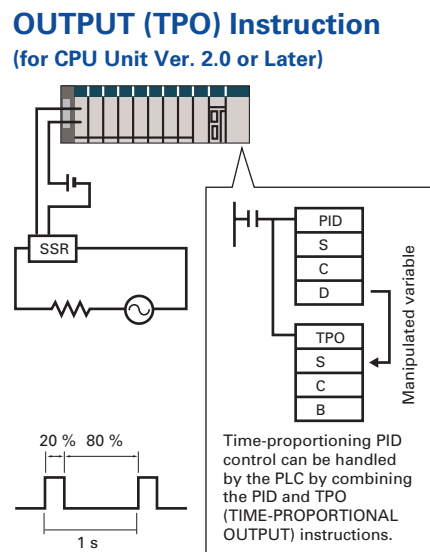 OUTPUT (TPO) Instruction
(for CPU Unit Ver. 2.0 or Later)
SSR
PID
S
C
D
Manipulated variable
TPO
S
C
B
20 % 80 %
1 s
Time-proportioning PID
control can be handled
by the PLC by combining
the PID and TPO
(TIME-PROPORTIONAL
OUTPUT) instructions.